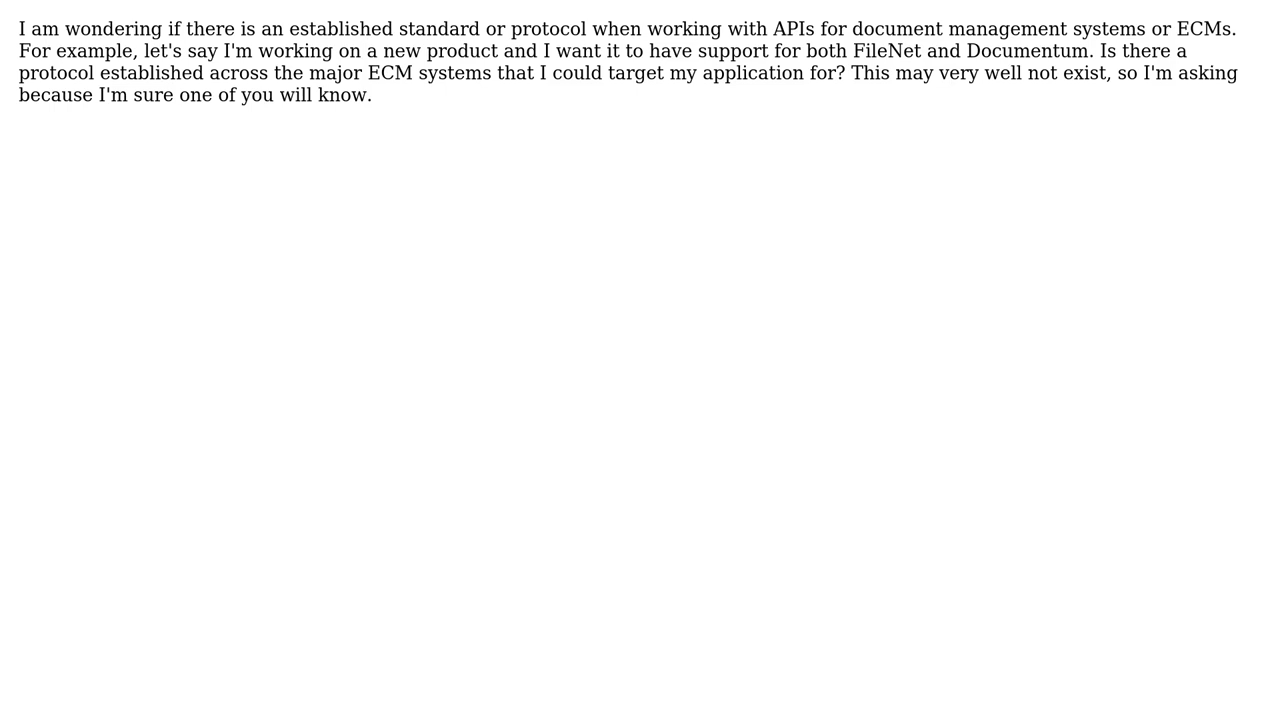 I am wondering if there is an established standard or protocol when working with APIs for document management systems or ECMs.
For example, let's say I'm working on a new product and I want it to have support for both FileNet and Documentum. Is there a
protocol established across the major ECM systems that I could target my application for? This may very well not exist, so I'm asking
because I'm sure one of you will know.